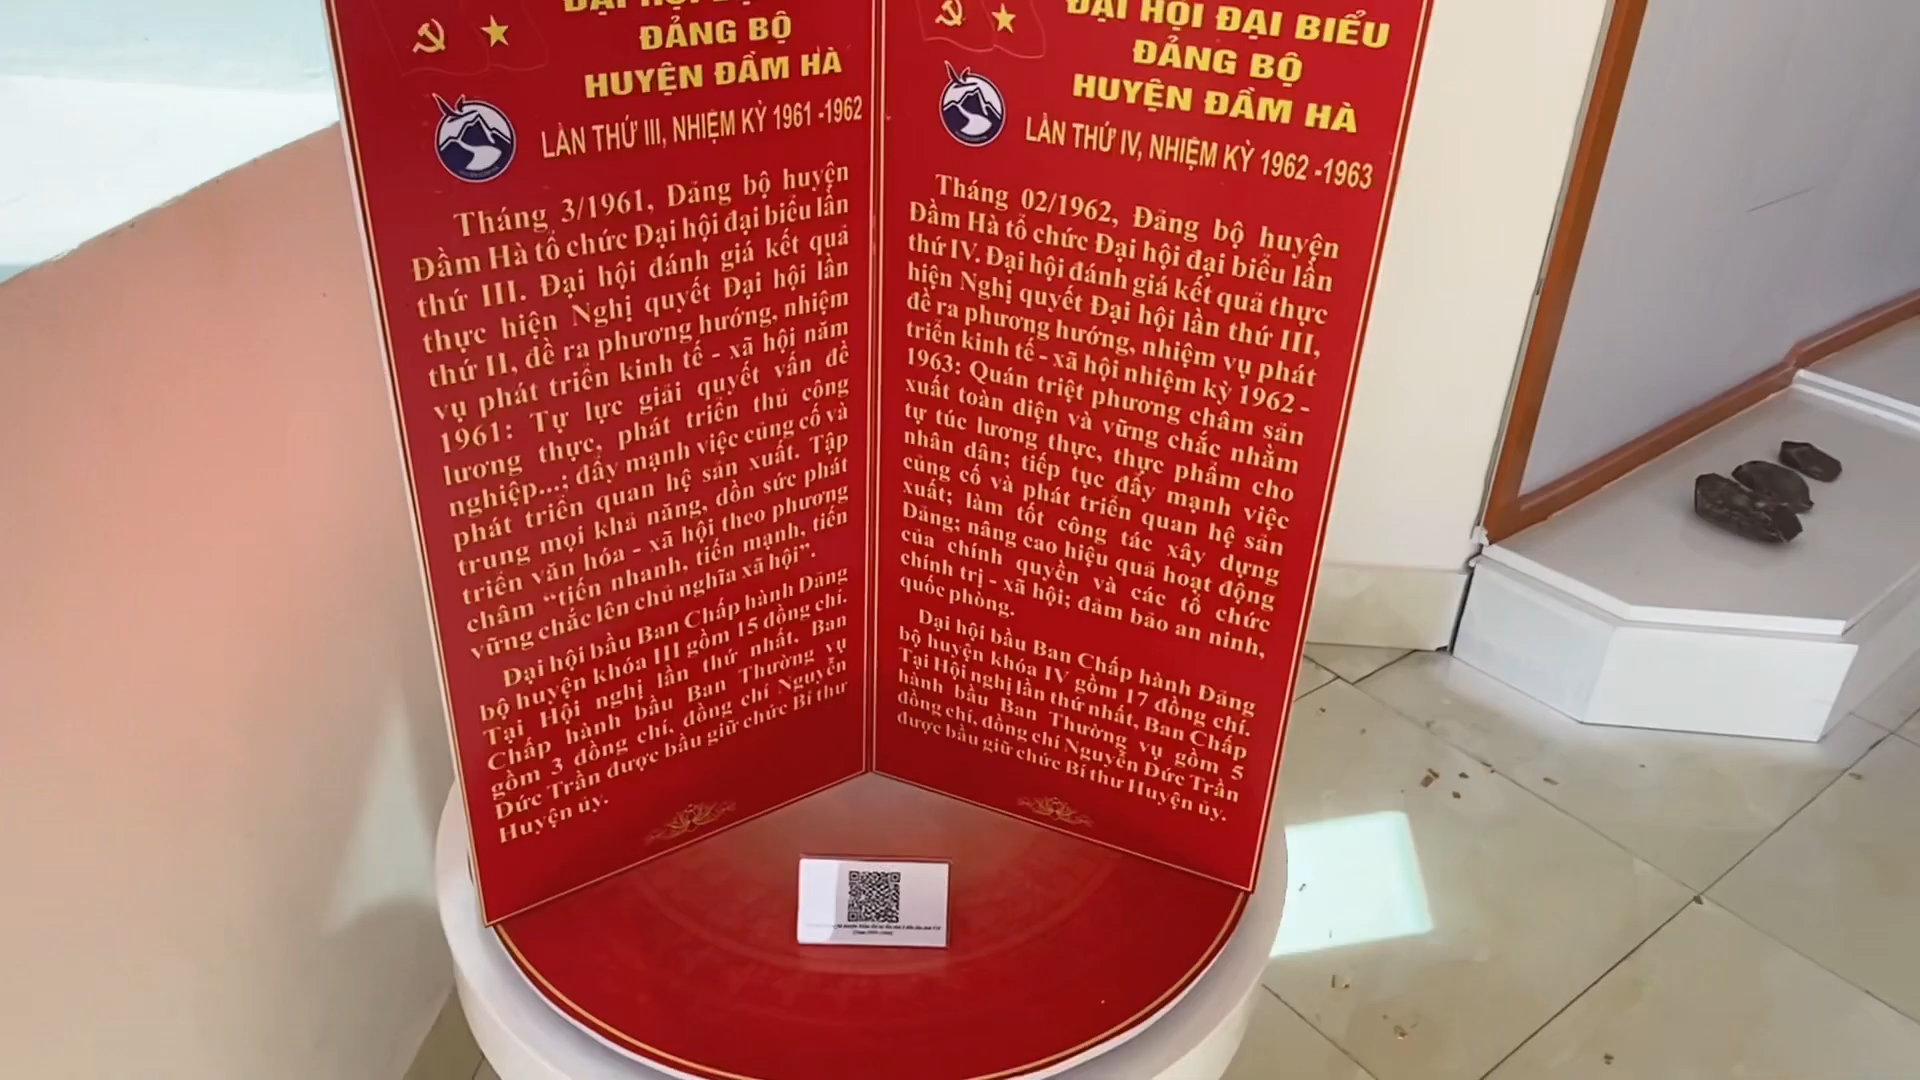 ĐẠI HỘI
ĐẢNG BỘ
HUYỆN ĐẦM HÀ
LẦN THỨ III, NHIỆM KỲ 1961 -1962
Tháng 3/1961, Đảng bộ huyện
Đầm Hà tổ chức Đại hội đại biểu lần
thứ III. Đại hội đánh giá kết quả
thực hiện Nghị quyết Đại hội lần
thứ II, đề ra phương hướng, nhiệm
vụ phát triển kinh tế - xã hội năm
1961: Tự lực giải quyết vấn đề
lương thực, phát triển thủ công
nghiệp...; đẩy mạnh việc củng cố và
phát triển quan hệ sản xuất. Tập
trung mọi khả năng, dồn sức phát
triển văn hóa - xã hội theo phương
châm “tiến nhanh, tiến mạnh, tiến
vững chắc lên chủ nghĩa xã hội”.
Đại hội bầu Ban Chấp hành Đảng
bộ huyện khóa III gồm 15 đồng chí.
Tại Hội nghị lần thứ nhất. Ban
Chấp hành bầu Ban Thường vụ
gồm 3 đồng chí, đồng chí Nguyễn
Đức Trần được bầu giữ chức Bí thư
Huyện ủy.
ĐẠI HỘI ĐẠI BIỂU
ĐẢNG BỘ
HUYỆN ĐẦM HÀ
LẦN THỨ IV, NHIỆM KỲ 1962 -1963
Tháng 02/1962, Đảng bộ huyện
Đầm Hà tổ chức Đại hội đại biểu lần
thứ IV. Đại hội đánh giá kết quả thực
hiện Nghị quyết Đại hội lần thứ III,
đề ra phương hướng, nhiệm vụ phát
triển kinh tế - xã hội nhiệm kỳ 1962 -
1963: Quán triệt phương châm sản
xuất toàn diện và vững chắc nhằm
tự túc lương thực, thực phẩm cho
nhân dân; tiếp tục đẩy mạnh việc
củng cố và phát triển quan hệ sản
xuất; làm tốt công tác xây dựng
Đảng; nâng cao hiệu quả hoạt động
của chính quyền và các tổ chức
chính trị - xã hội; đảm bảo an ninh,
quốc phòng.
Đại hội bầu Ban Chấp hành Đảng
bộ huyện khóa IV gồm 17 đồng chí.
Tại Hội nghị lần thứ nhất, Ban Chấp
hành bầu Ban Thường vụ gồm 5
đồng chí, đồng chí Nguyễn Đức Trần
được bầu giữ chức Bí thư Huyện ủy.